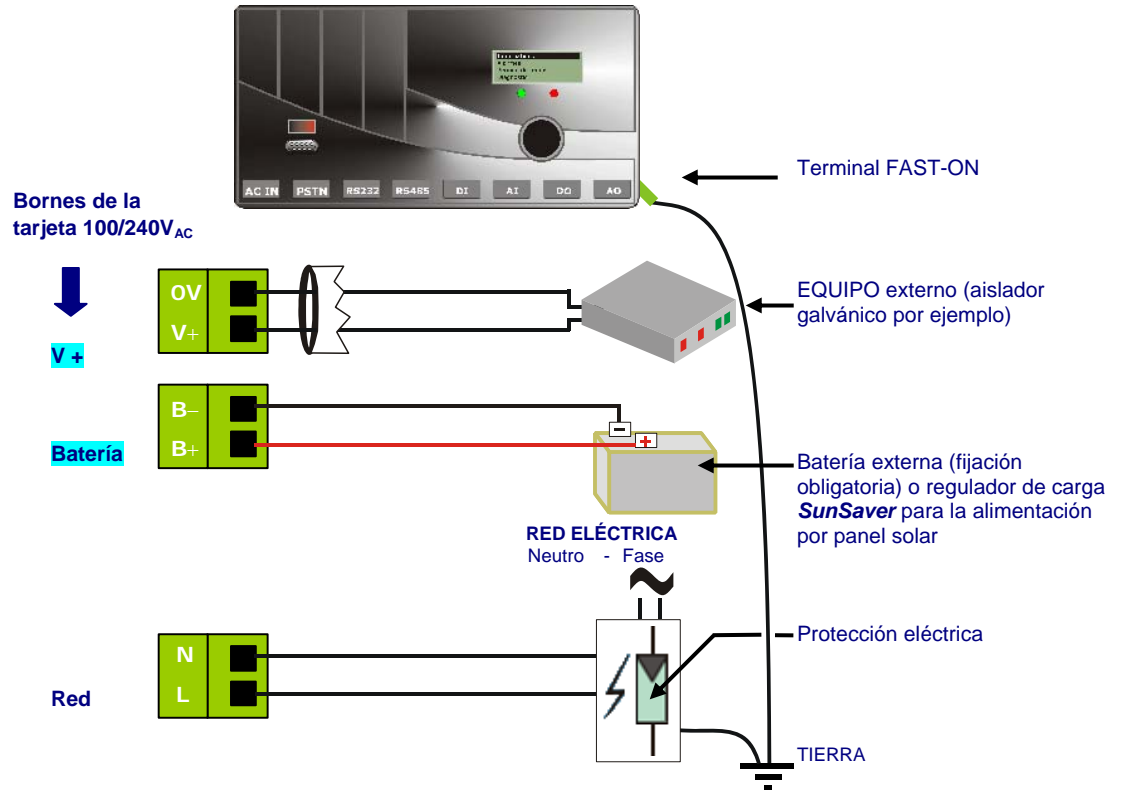 AC IN PSTN RS232 RS485 DI AI DO AO
Terminal FAST-ON
Bornes de la
tarjeta 100/240VAC
0V
V+
V +
EQUIPO externo (aislador
galvánico por ejemplo)
B−
B+
Batería
Batería externa (fijación
obligatoria) o regulador de carga
SunSaver para la alimentación
por panel solar
RED ELÉCTRICA
Neutro - Fase
Protección eléctrica
N
L
Red
TIERRA